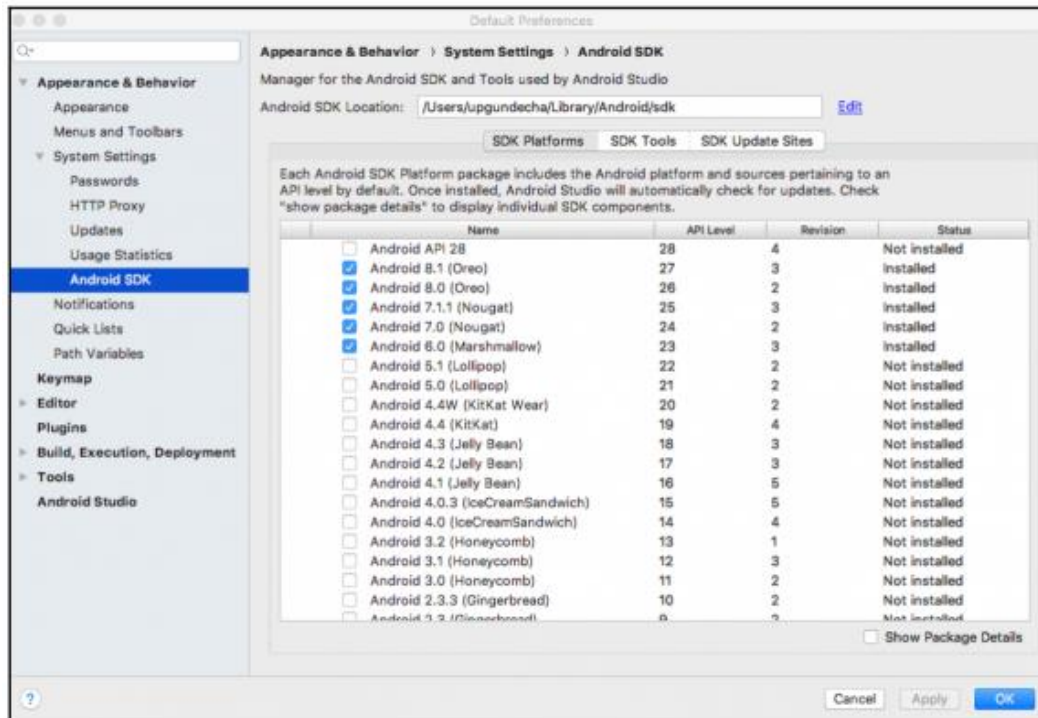 Default Preferences
Appearance & Behavior
Appearance
Menus and Toolbars
System Settings
Passwords
HTTP Proxy
Updates
Usage Statistics
Android SDK
Notifications
Quick Lists
Path Variables
Keymap
Editor
Plugins
Build, Execution, Deployment
Tools
Android Studio
Appearance & Behavior > System Settings > Android SDK
Manager for the Android SDK and Tools used by Android Studio
Android SDK Location: /Users/upgundecha/Library/Android/sdk Edit
SDK Platforms SDK Tools SDK Update Sites
Each Android SDK Platform package includes the Android platform and sources pertaining to an
API level by default. Once installed, Android Studio will automatically check for updates. Check
"show package details" to display individual SDK components.
Name API Level Revision Status
Android API 28 28 4 Not installed
Android 8.1 (Oreo) 27 3 Installed
Android 8.0 (Oreo) 26 2 Installed
Android 7.1.1 (Nougat) 25 3 Installed
Android 7.0 (Nougat) 24 2 Installed
Android 6.0 (Marshmallow) 23 3 Installed
Android 5.1 (Lollipop) 22 2 Not installed
Android 5.0 (Lollipop) 21 2 Not installed
Android 4.4W (KitKat Wear) 20 2 Not installed
Android 4.4 (KitKat) 19 4 Not installed
Android 4.3 (Jelly Bean) 18 3 Not installed
Android 4.2 (Jelly Bean) 17 3 Not installed
Android 4.1 (Jelly Bean) 16 5 Not installed
Android 4.0.3 (IceCreamSandwich) 15 5 Not installed
Android 4.0 (IceCreamSandwich) 14 4 Not installed
Android 3.2 (Honeycomb) 13 1 Not installed
Android 3.1 (Honeycomb) 12 3 Not installed
Android 3.0 (Honeycomb) 11 2 Not installed
Android 2.3.3 (Gingerbread) 10 2 Not installed
Android 2.3 (Gingerbread) 9 2 Not installed
Show Package Details
? Cancel Apply OK